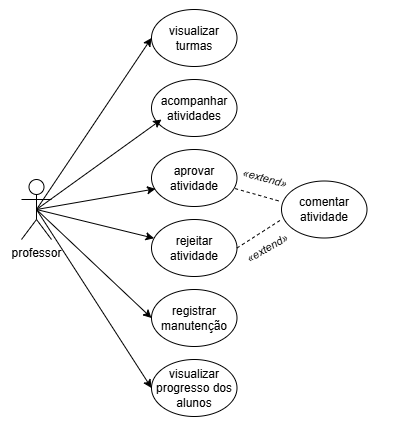 visualizar
turmas
acompanhar
atividades
aprovar
atividade
«extend»
comentar
atividade
professor
rejeitar
atividade
«extend»
registrar
manutenção
visualizar
progresso dos
alunos